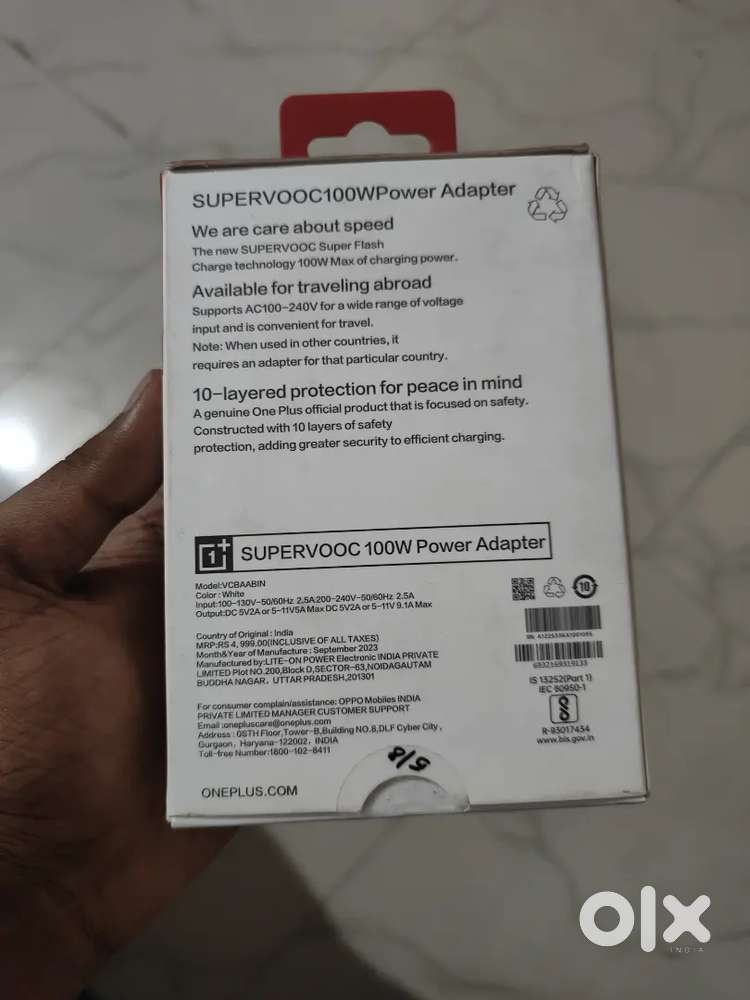 SUPERVOOC100WPower Adapter
We are care about speed
The new SUPERVOOC Super Flash
Charge technology 100W Max of charging power.
Available for traveling abroad
Supports AC100-240V for a wide range of voltage
input and is convenient for travel.
Note: When used in other countries, it
requires an adapter for that particular country.
10-layered protection for peace in mind
A genuine One Plus official product that is focused on safety.
Constructed with 10 layers of safety
protection, adding greater security to efficient charging.
1+ SUPERVOOC 100W Power Adapter
Model:VCBAABIN
Color: White
Input:100-130V-50/60Hz 2.5A 200-240V-50/60Hz 2.5A
Output:DC 5V2A or 5-11V5A Max DC 5V2A or 5-11V 9.1A Max
10
Country of Origin: India
MRP:RS 4, 999.00(INCLUSIVE OF ALL TAXES)
Month&Year of Manufacture: September 2023
Manufactured by:LITE-ON POWER Electronic INDIA PRIVATE
LIMITED Plot NO.200,Block D,SECTOR-63,NOIDAGAUTAM
BUDDHA NAGAR, UTTAR PRADESH,201301
6932169319133
IS 13252(Part 1)
IEC 60950-1
R-93017434
www.bis.gov.in
For consumer complain/assistance: OPPO Mobiles INDIA
PRIVATE LIMITED MANAGER CUSTOMER SUPPORT
Email:onepluscare@oneplus.com
Address: 05TH Floor,Tower-B,Building NO.8,DLF Cyber City,
Gurgaon, Haryana-122002, INDIA
Toll-free Number:1800-102-8411
5/8
ONEPLUS.COM
olx
INDIA